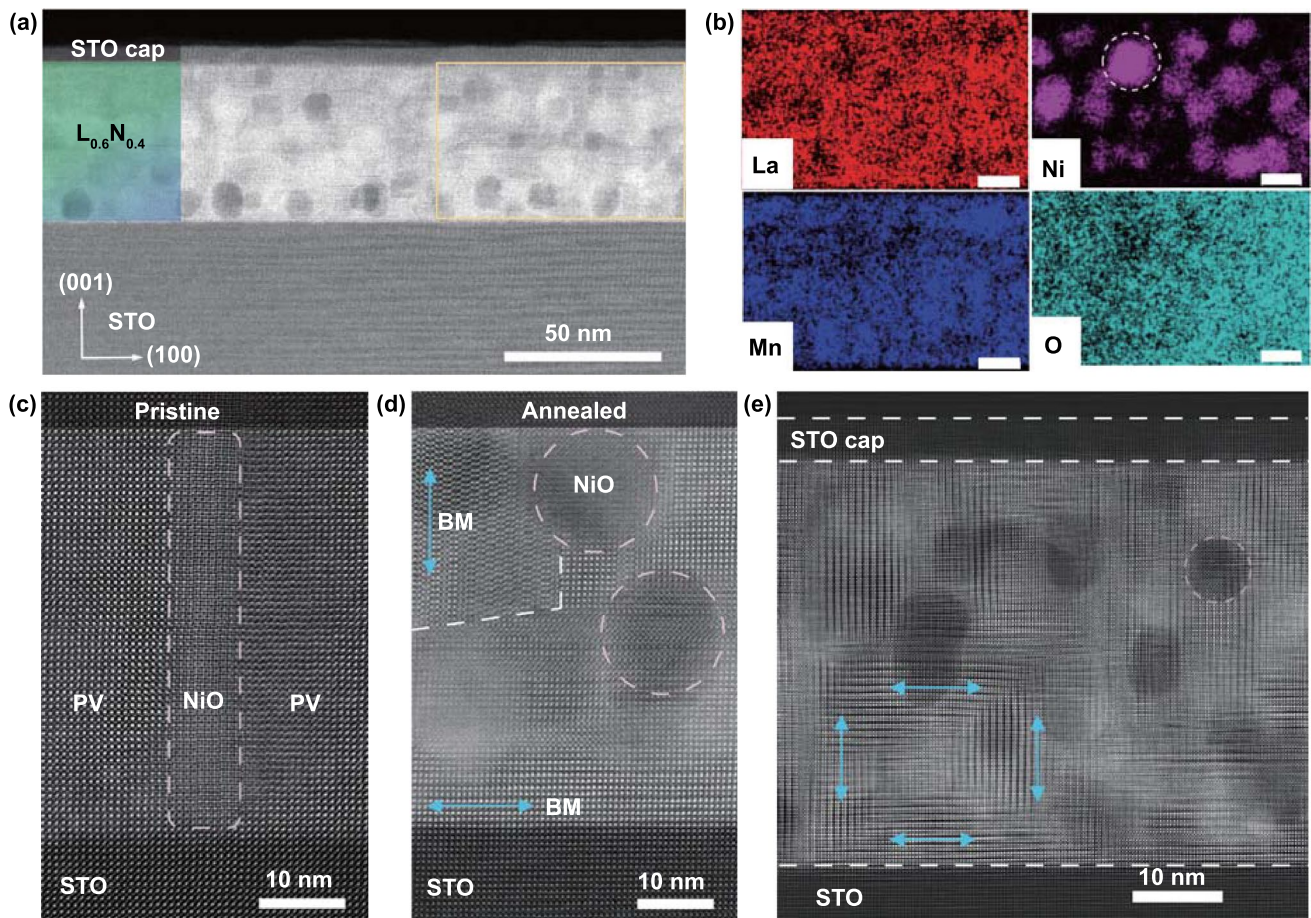 (a)
STO cap
L0.6N0.4
(001)
STO
(100)
50 nm
(b)
La
Ni
Mn
O
(c)
Pristine
PV
NiO
PV
STO
10 nm
(d)
Annealed
NiO
BM
BM
STO
10 nm
(e)
STO cap
STO
10 nm